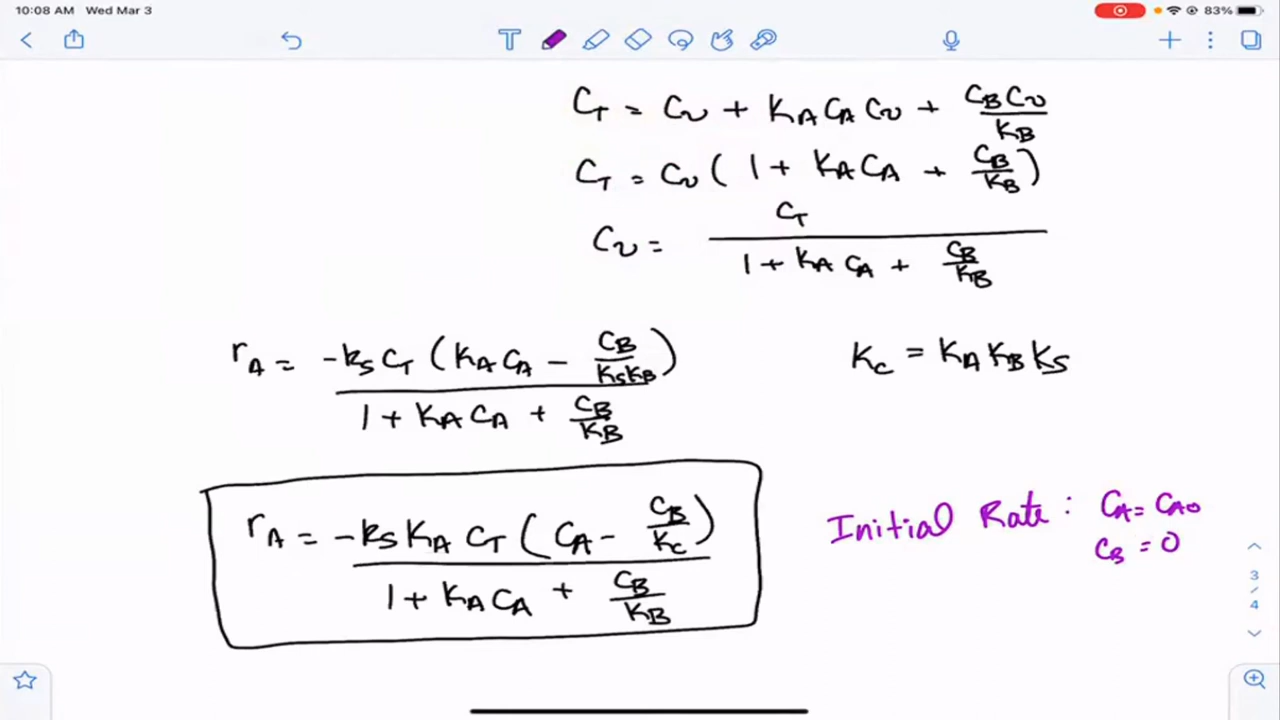 10:08 AM Wed Mar 3
83%
C_T = C_v + K_A C_A C_v + C_B C_v / K_B
C_T = C_v ( 1 + K_A C_A + C_B / K_B )
C_v = C_T / 1 + K_A C_A + C_B / K_B
r_A = -k_S C_T ( K_A C_A - C_B / K_S K_B ) / 1 + K_A C_A + C_B / K_B
K_C = K_A K_B K_S
r_A = -k_S K_A C_T ( C_A - C_B / K_C ) / 1 + K_A C_A + C_B / K_B
Initial Rate : C_A = C_A0
C_B = 0
3 / 4